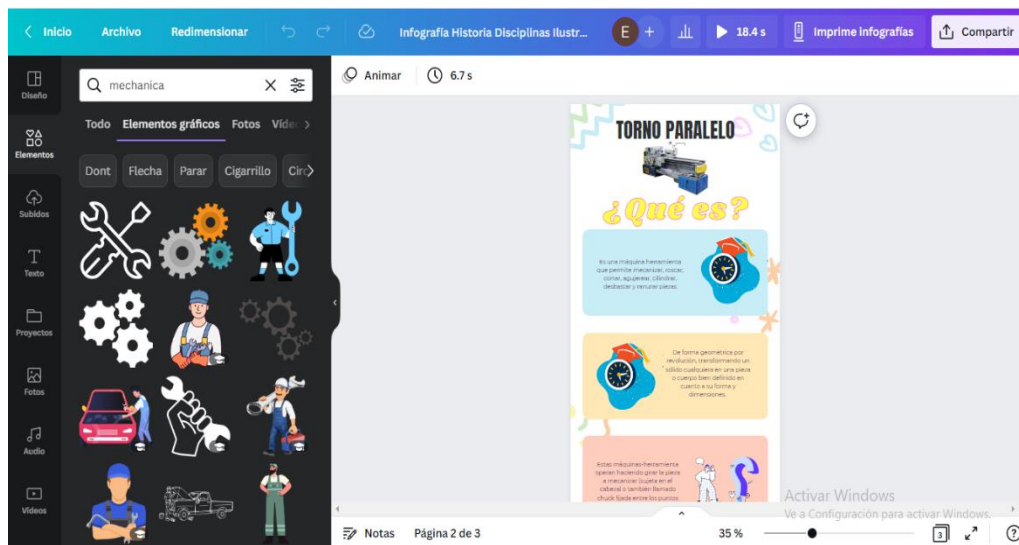 Inicio Archivo Redimensionar Infografía Historia Disciplinas Ilustr... E + 18.4 s Imprime infografías Compartir
Diseño
Elementos
Subidos
Texto
Proyectos
Fotos
Audio
Vídeos
mechanica
Todo Elementos gráficos Fotos Víde
Dont Flecha Parar Cigarrillo Circ
Animar 6.7 s
TORNO PARALELO
¿Qué es?
Es una máquina herramienta
que permite mecanizar, roscar,
cortar, agujerear, cilindrar,
desbastar y ranurar piezas.
De forma geométrica por
revolución, transformando un
sólido cualquiera en una pieza
o cuerpo bien definido en
cuanto a su forma y
dimensiones.
Estas máquinas-herramienta
operan haciendo girar la pieza
a mecanizar (sujeta en el
cabezal o también llamado
chuck fijada entre los puntos
Activar Windows
Ve a Configuración para activar Windows.
Notas Página 2 de 3 35 % 3 ?